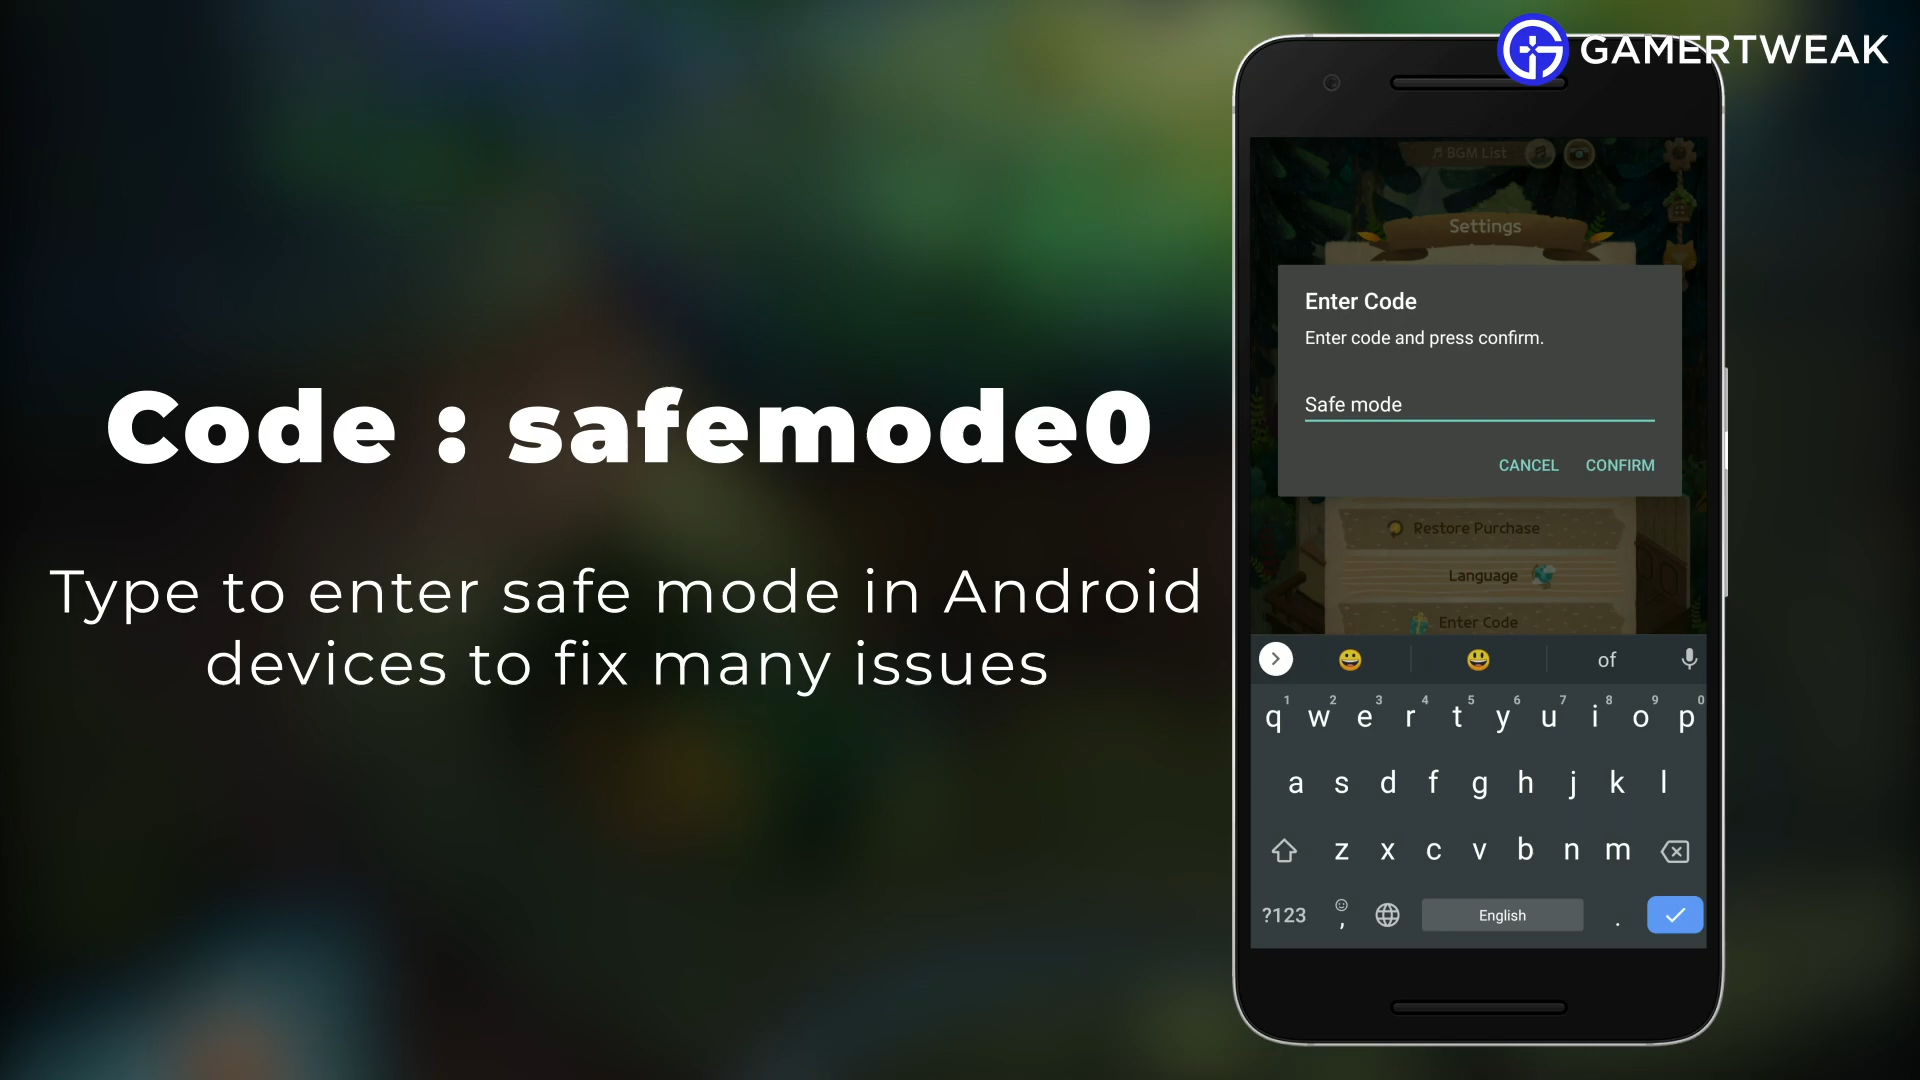 GAMERTWEAK
Code : safemode0
Type to enter safe mode in Android
devices to fix many issues
BGM List
Settings
Enter Code
Enter code and press confirm.
Safe mode
CANCEL CONFIRM
Restore Purchase
Language
Enter Code
😀 😃 of
1 2 3 4 5 6 7 8 9 0
q w e r t y u i o p
a s d f g h j k l
z x c v b n m
?123 , English .